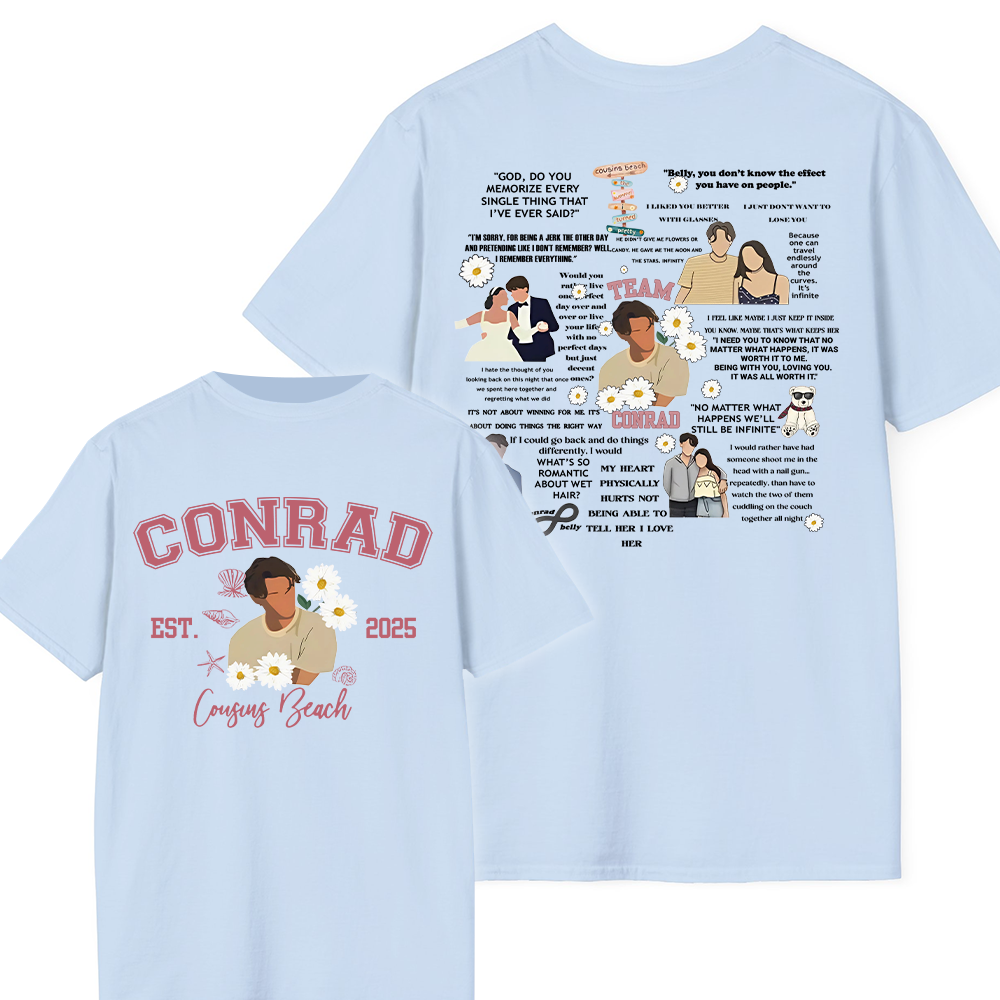 "GOD, DO YOU
MEMORIZE EVERY
SINGLE THING THAT
I'VE EVER SAID?"
cousins beach
the
summer
I
turned
pretty
"Belly, you don't know the effect
you have on people."
I LIKED YOU BETTER
WITH GLASSES
I JUST DON'T WANT TO
LOSE YOU
"I'M SORRY, FOR BEING A JERK THE OTHER DAY
AND PRETENDING LIKE I DON'T REMEMBER? WELL,
I REMEMBER EVERYTHING."
HE DIDN'T GIVE ME FLOWERS OR
CANDY, HE GAVE ME THE MOON AND
THE STARS, INFINITY
Because
one can
travel
endlessly
around
the
curves.
It's
infinite
Would you
rather live
one perfect
day over and
over or live
your life
with no
perfect days
but just
decent
ones?
TEAM
CONRAD
I FEEL LIKE MAYBE I JUST KEEP IT INSIDE
YOU KNOW. MAYBE THAT'S WHAT KEEPS HER
"I NEED YOU TO KNOW THAT NO
MATTER WHAT HAPPENS, IT WAS
WORTH IT TO ME.
BEING WITH YOU, LOVING YOU.
IT WAS ALL WORTH IT."
I hate the thought of you
looking back on this night that once
we spent here together and
regretting what we did
"NO MATTER WHAT
HAPPENS WE'LL
STILL BE INFINITE"
IT'S NOT ABOUT WINNING FOR ME. IT'S
ABOUT DOING THINGS THE RIGHT WAY
If I could go back and do things
differently, I would
WHAT'S SO
ROMANTIC
ABOUT WET
HAIR?
MY HEART
PHYSICALLY
HURTS NOT
BEING ABLE TO
TELL HER I LOVE
HER
I would rather have had
someone shoot me in the
head with a nail gun...
repeatedly, than have to
watch the two of them
cuddling on the couch
together all night
onrad
belly
CONRAD
EST. 2025
Cousins Beach